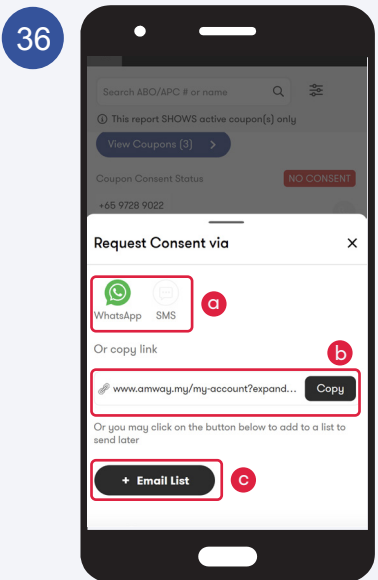 36
Search ABO/APC # or name
This report SHOWS active coupon(s) only
View Coupons (3) >
Coupon Consent Status NO CONSENT
+65 9728 9022
Request Consent via ×
WhatsApp SMS a
Or copy link b
www.amway.my/my-account?expand... Copy
Or you may click on the button below to add to a list to
send later
+ Email List c